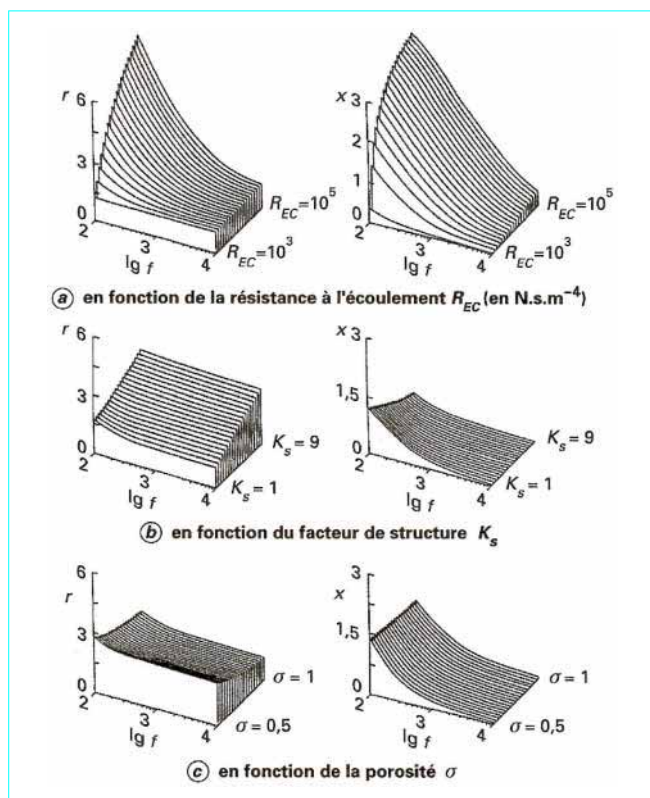 r 6
3
0
2
3
lg f
4
R_EC=10^5
R_EC=10^3
x 3
2
1
0
2
3
lg f
4
R_EC=10^5
R_EC=10^3
a en fonction de la résistance à l'écoulement R_EC (en N.s.m^–4)
r 6
3
0
2
3
lg f
4
K_s = 9
K_s = 1
x 3
1,5
0
2
3
lg f
4
K_s = 9
K_s = 1
b en fonction du facteur de structure K_s
6
r
3
0
2
3
lg f
4
σ = 1
σ = 0,5
3
x
1,5
0
2
3
lg f
4
σ = 1
σ = 0,5
c en fonction de la porosité σ